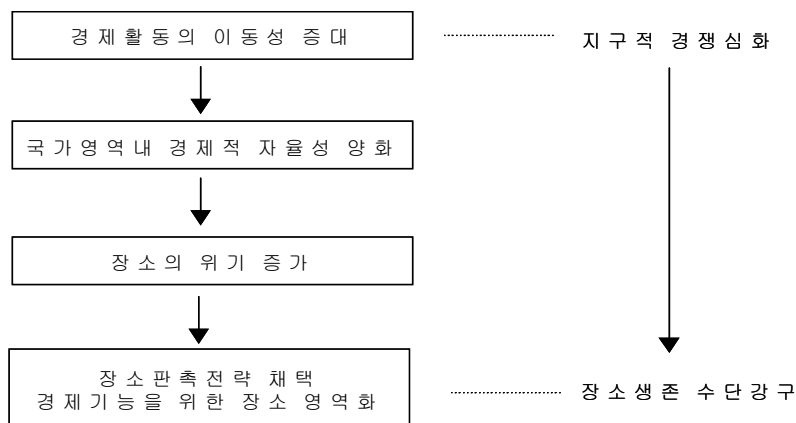 경제활동의 이동성 증대
지구적 경쟁심화
국가영역내 경제적 자율성 양화
장소의 위기 증가
장소판촉전략 채택
경제기능을 위한 장소 영역화
장소생존 수단강구